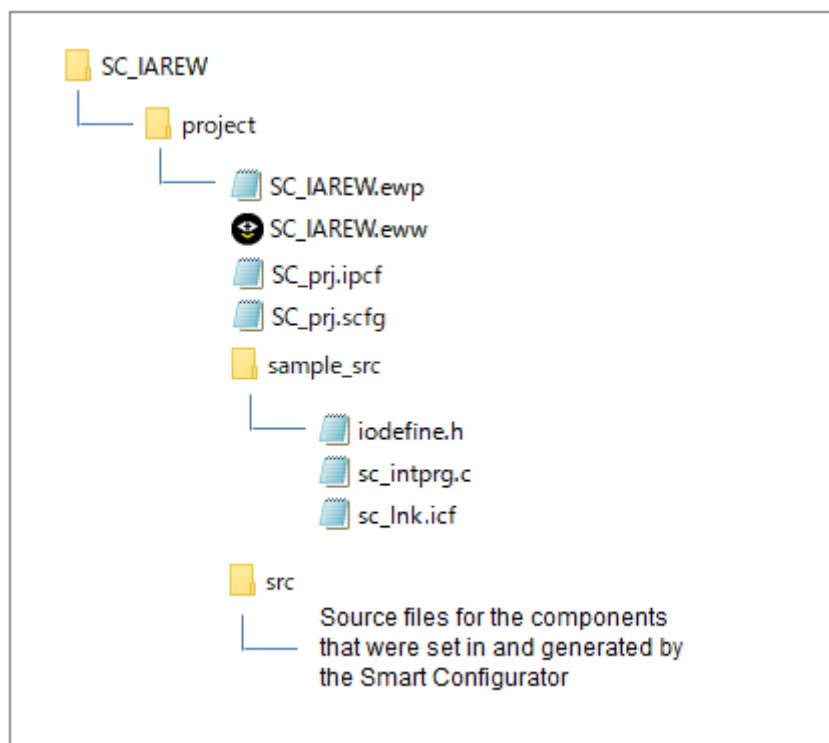 SC_IAREW
project
SC_IAREW.ewp
SC_IAREW.eww
SC_prj.ipcf
SC_prj.scfg
sample_src
iodefine.h
sc_intprg.c
sc_lnk.icf
src
Source files for the components
that were set in and generated by
the Smart Configurator